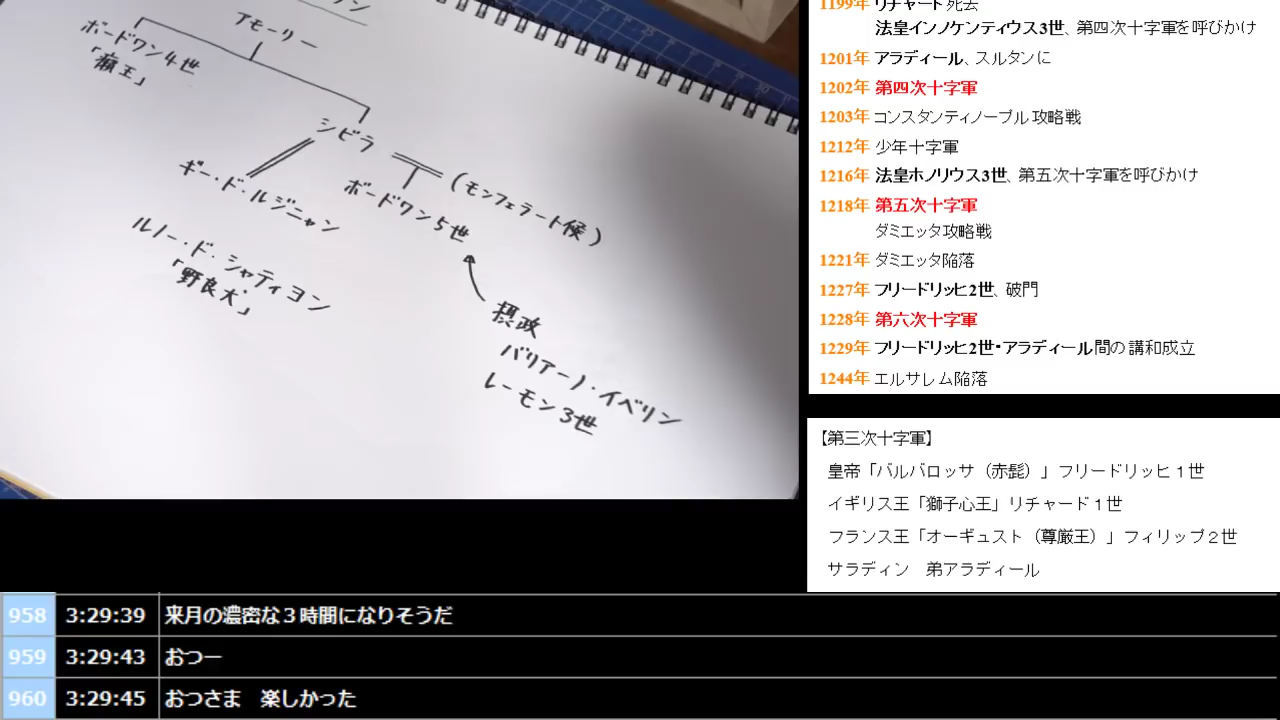 ン
アモーリー
ボードワン4世
「癩王」
シビラ
ギー・ド・ルジニャン
ボードワン5世
(モンフェラート候)
ルノー・ド・シャティヨン
「野良犬」
摂政
バリアーノ・イベリン
レーモン3世
1199年 リチャード死去
法皇インノケンティウス3世、第四次十字軍を呼びかけ
1201年 アラディール、スルタンに
1202年 第四次十字軍
1203年 コンスタンティノープル攻略戦
1212年 少年十字軍
1216年 法皇ホノリウス3世、第五次十字軍を呼びかけ
1218年 第五次十字軍
ダミエッタ攻略戦
1221年 ダミエッタ陥落
1227年 フリードリッヒ2世、破門
1228年 第六次十字軍
1229年 フリードリッヒ2世・アラディール間の講和成立
1244年 エルサレム陥落
【第三次十字軍】
皇帝「バルバロッサ（赤髭）」フリードリッヒ１世
イギリス王「獅子心王」リチャード１世
フランス王「オーギュスト（尊厳王）」フィリップ２世
サラディン　弟アラディール
958 3:29:39 来月の濃密な３時間になりそうだ
959 3:29:43 おつー
960 3:29:45 おつさま　楽しかった